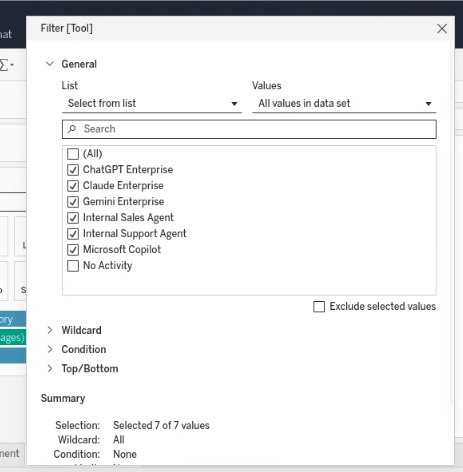 nat
Filter [Tool]
General
List Values
Select from list All values in data set
Search
(All)
ChatGPT Enterprise
Claude Enterprise
Gemini Enterprise
Internal Sales Agent
Internal Support Agent
Microsoft Copilot
No Activity
Exclude selected values
ory
Wildcard
ages)
Condition
Top/Bottom
Summary
Selection: Selected 7 of 7 values
Wildcard: All
ment
Condition: None